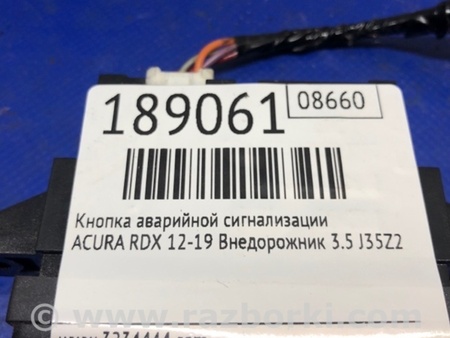 189061
08660
Кнопка аварийной сигнализации
ACURA RDX 12-19 Внедорожник 3.5 J35Z2
© www.razborki.com